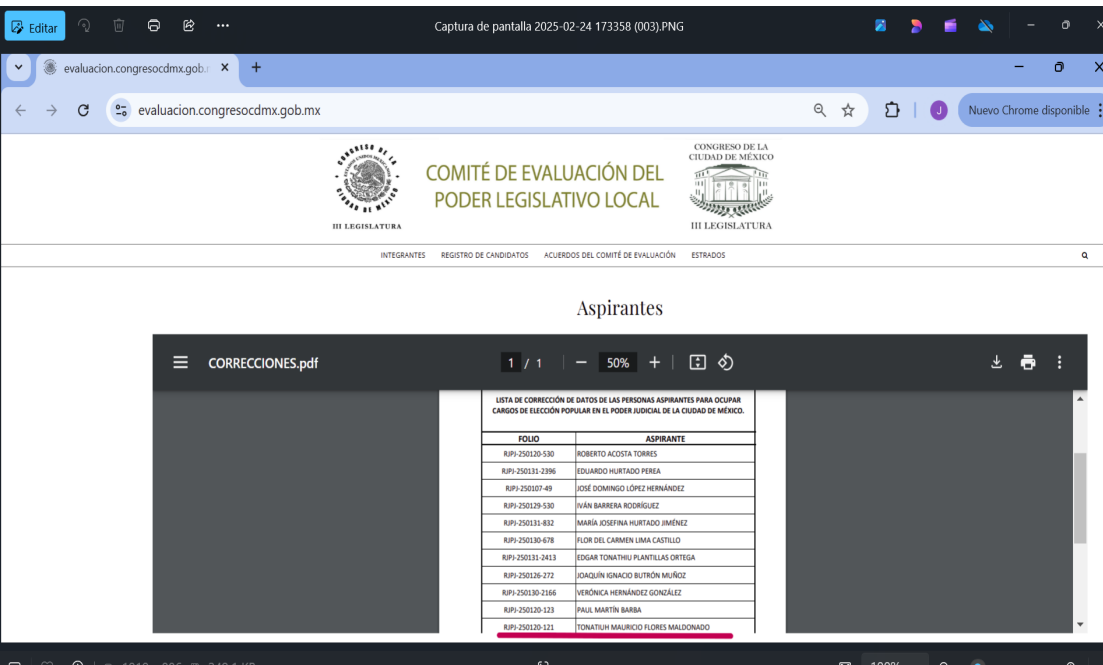 Editar
Captura de pantalla 2025-02-24 173358 (003).PNG
evaluacion.congresocdmx.gob.r
evaluacion.congresocdmx.gob.mx
J
Nuevo Chrome disponible
CONGRESO DE LA
CIUDAD DE MÉXICO
COMITÉ DE EVALUACIÓN DEL
PODER LEGISLATIVO LOCAL
III LEGISLATURA
III LEGISLATURA
INTEGRANTES REGISTRO DE CANDIDATOS ACUERDOS DEL COMITÉ DE EVALUACIÓN ESTRADOS
Aspirantes
CORRECCIONES.pdf
1 / 1
50%
LISTA DE CORRECCIÓN DE DATOS DE LAS PERSONAS ASPIRANTES PARA OCUPAR
CARGOS DE ELECCIÓN POPULAR EN EL PODER JUDICIAL DE LA CIUDAD DE MÉXICO.
FOLIO ASPIRANTE
RJPJ-250120-530 ROBERTO ACOSTA TORRES
RJPJ-250131-2396 EDUARDO HURTADO PEREA
RJPJ-250107-49 JOSÉ DOMINGO LÓPEZ HERNÁNDEZ
RJPJ-250129-530 IVÁN BARRERA RODRÍGUEZ
RJPJ-250131-832 MARÍA JOSEFINA HURTADO JIMÉNEZ
RJPJ-250130-678 FLOR DEL CARMEN LIMA CASTILLO
RJPJ-250131-2413 EDGAR TONATHIU PLANTILLAS ORTEGA
RJPJ-250126-272 JOAQUÍN IGNACIO BUTRÓN MUÑOZ
RJPJ-250130-2166 VERÓNICA HERNÁNDEZ GONZÁLEZ
RJPJ-250120-123 PAUL MARTÍN BARBA
RJPJ-250120-121 TONATIUH MAURICIO FLORES MALDONADO